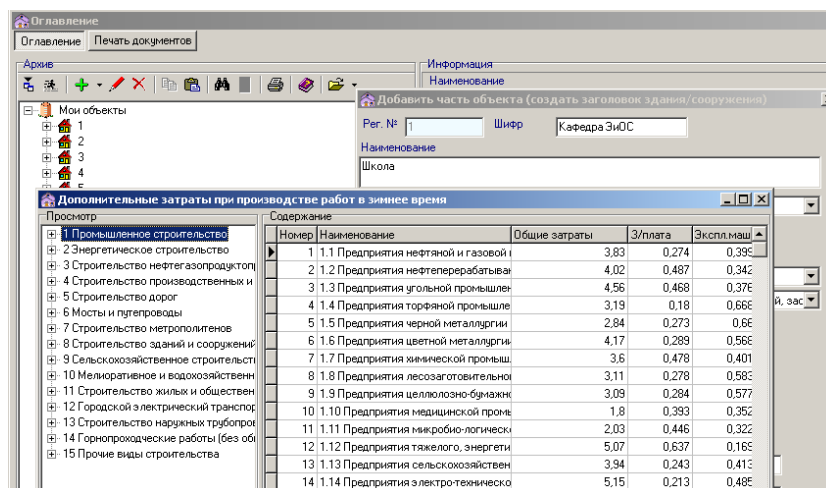 Оглавление
Оглавление Печать документов
Архив
Мои объекты
1
2
3
4
Информация
Наименование
Добавить часть объекта (создать заголовок здания/сооружения)
Рег. № 1 Шифр Кафедра ЗиОС
Наименование
Школа
Дополнительные затраты при производстве работ в зимнее время
Просмотр
1 Промышленное строительство
2 Энергетическое строительство
3 Строительство нефтегазопродуктоп
4 Строительство производственных и
5 Строительство дорог
6 Мосты и путепроводы
7 Строительство метрополитенов
8 Строительство зданий и сооружений
9 Сельскохозяйственное строительст
10 Мелиоративное и водохозяйственн
11 Строительство жилых и обществен
12 Городской электрический транспор
13 Строительство наружных трубопров
14 Горнопроходческие работы (без об
15 Прочие виды строительства
Содержание
Номер Наименование Общие затраты З/плата Экспл.маш
1 1.1 Предприятия нефтяной и газовой 3,83 0,274 0,399
2 1.2 Предприятия нефтеперерабатыва 4,02 0,487 0,342
3 1.3 Предприятия угольной промышлен 4,56 0,468 0,376
4 1.4 Предприятия торфяной промышле 3,19 0,18 0,668
5 1.5 Предприятия черной металлургии 2,84 0,273 0,66
6 1.6 Предприятия цветной металлургии 4,17 0,289 0,568
7 1.7 Предприятия химической промыш. 3,6 0,478 0,401
8 1.8 Предприятия лесозаготовительно 3,11 0,278 0,583
9 1.9 Предприятия целлюлозно-бумажн 3,09 0,284 0,577
10 1.10 Предприятия медицинской промь 1,8 0,393 0,352
11 1.11 Предприятия микробио-логическ 2,03 0,446 0,322
12 1.12 Предприятия тяжелого, энергети 5,07 0,637 0,169
13 1.13 Предприятия сельскохозяйствен 3,94 0,243 0,413
14 1.14 Предприятия электро-техническо 5,15 0,213 0,485
й, зас